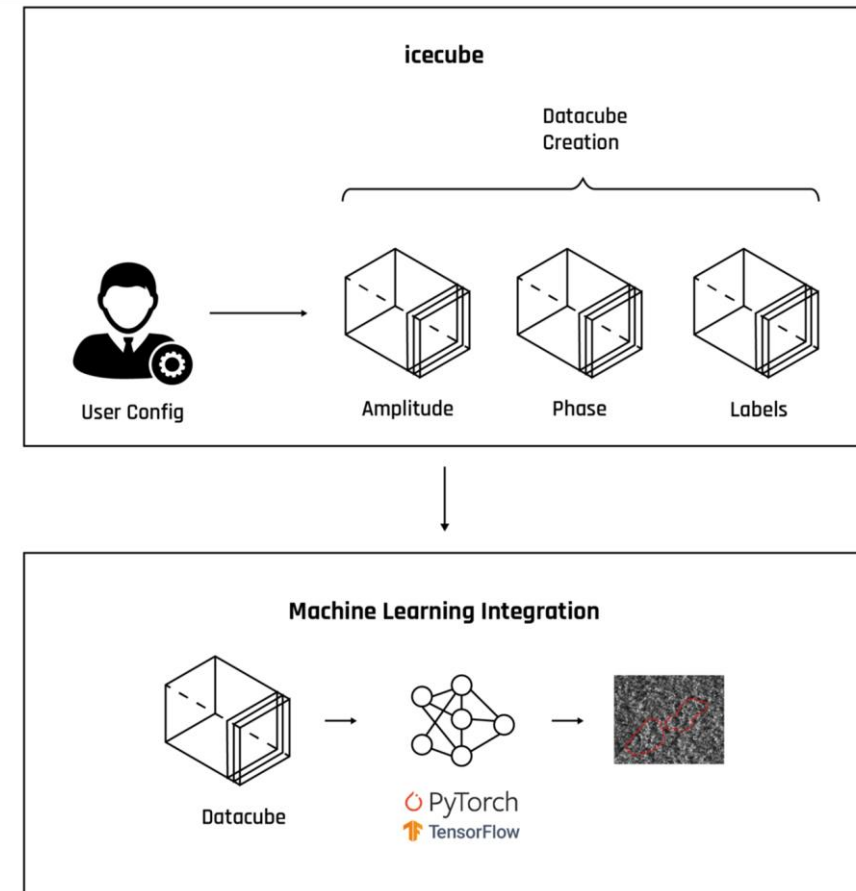 icecube
Datacube
Creation
User Config
Amplitude
Phase
Labels
Machine Learning Integration
Datacube
PyTorch
TensorFlow